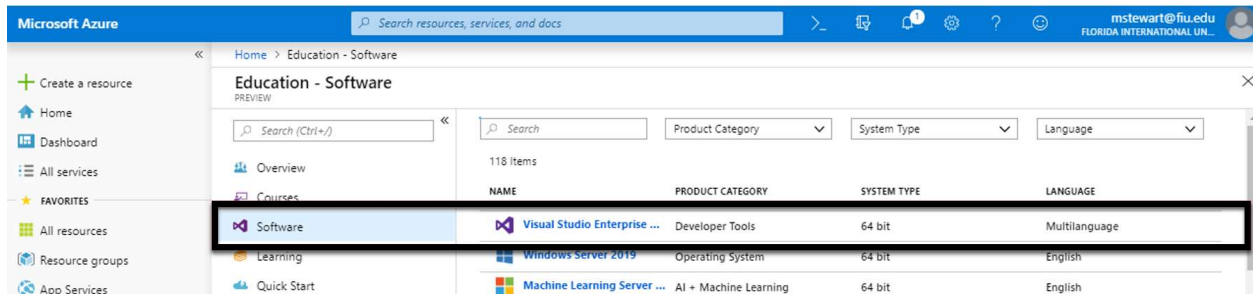 Microsoft Azure
Search resources, services, and docs
1
mstewart@fiu.edu
FLORIDA INTERNATIONAL UN...
Create a resource
Home
Dashboard
All services
FAVORITES
All resources
Resource groups
App Services
Home > Education - Software
Education - Software
PREVIEW
Search (Ctrl+/)
Overview
Courses
Software
Learning
Quick Start
Search
Product Category
System Type
Language
118 Items
NAME PRODUCT CATEGORY SYSTEM TYPE LANGUAGE
Visual Studio Enterprise ... Developer Tools 64 bit Multilanguage
Windows Server 2019 Operating System 64 bit English
Machine Learning Server ... AI + Machine Learning 64 bit English